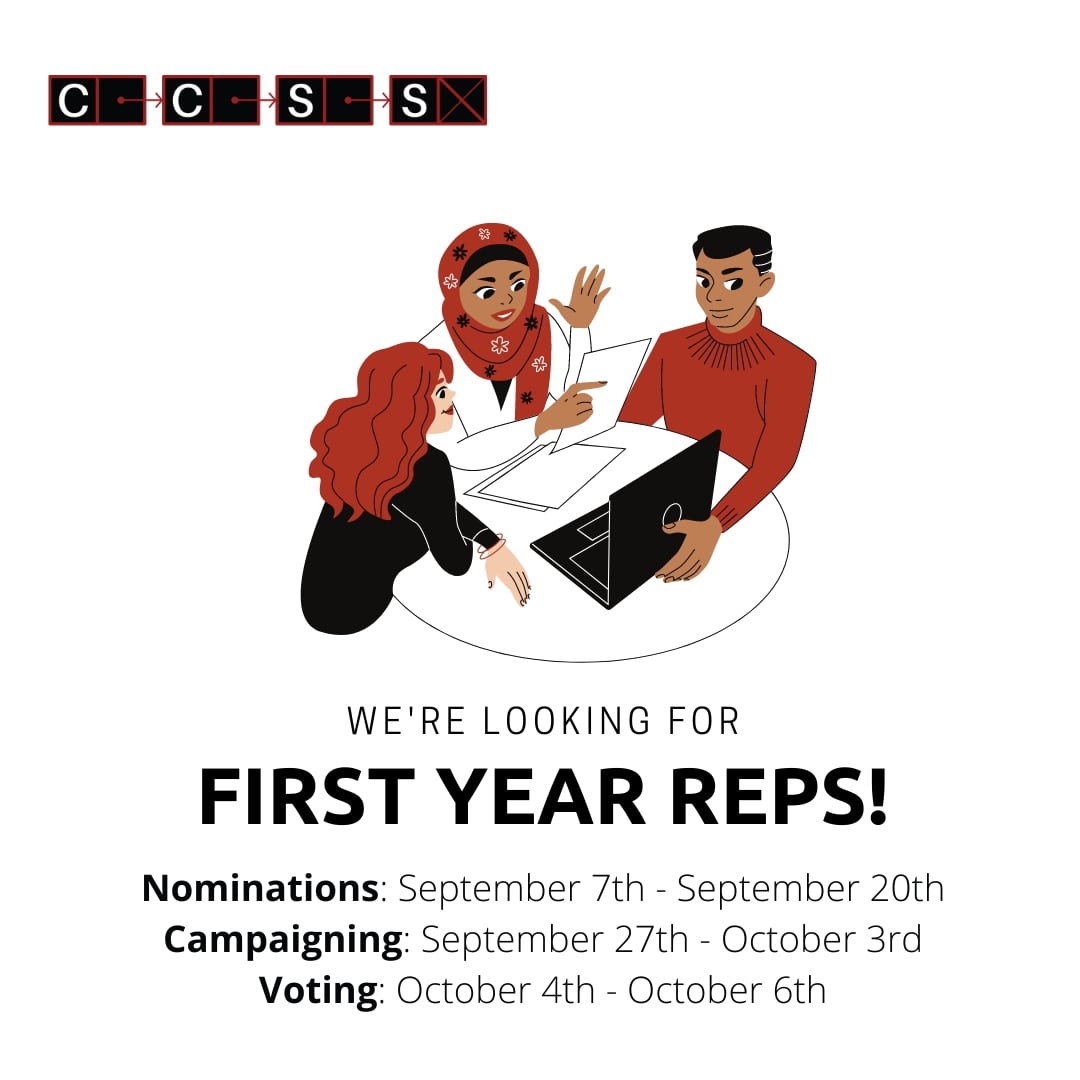 C C S S
WE'RE LOOKING FOR
FIRST YEAR REPS!
Nominations: September 7th - September 20th
Campaigning: September 27th - October 3rd
Voting: October 4th - October 6th